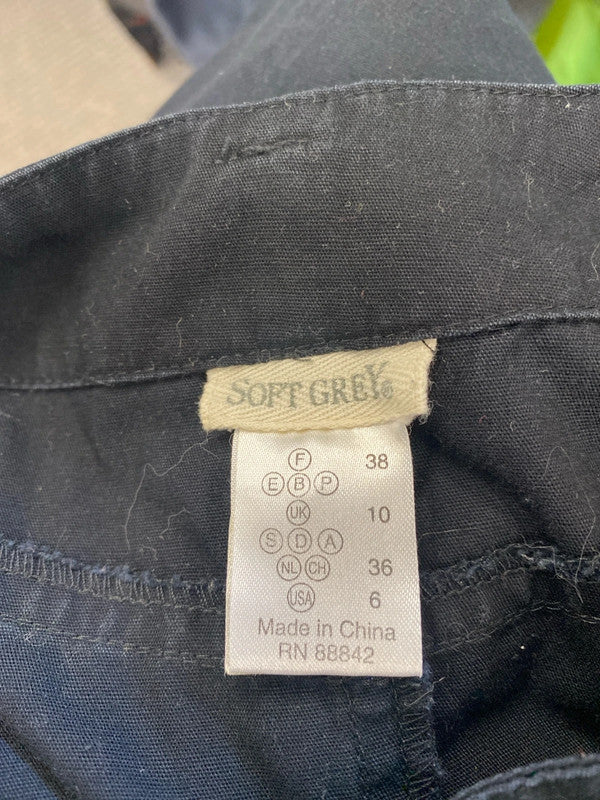 SOFT GREY®
F 38
E B P
UK 10
S D A
NL CH 36
USA 6
Made in China
RN 88842